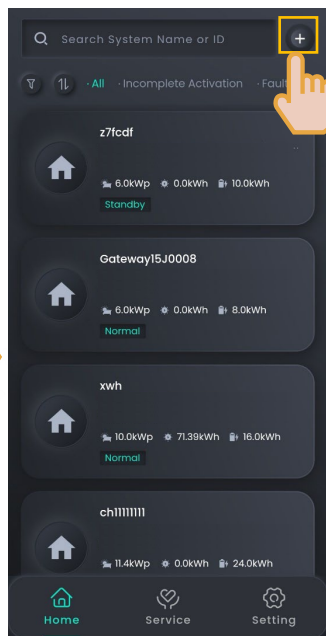 Search System Name or ID
· All · Incomplete Activation · Fault
z7fcdf
6.0kWp 0.0kWh 10.0kWh
Standby
Gateway15J0008
6.0kWp 0.0kWh 8.0kWh
Normal
xwh
10.0kWp 71.39kWh 16.0kWh
Normal
ch11111111
11.4kWp 0.0kWh 24.0kWh
Home Service Setting